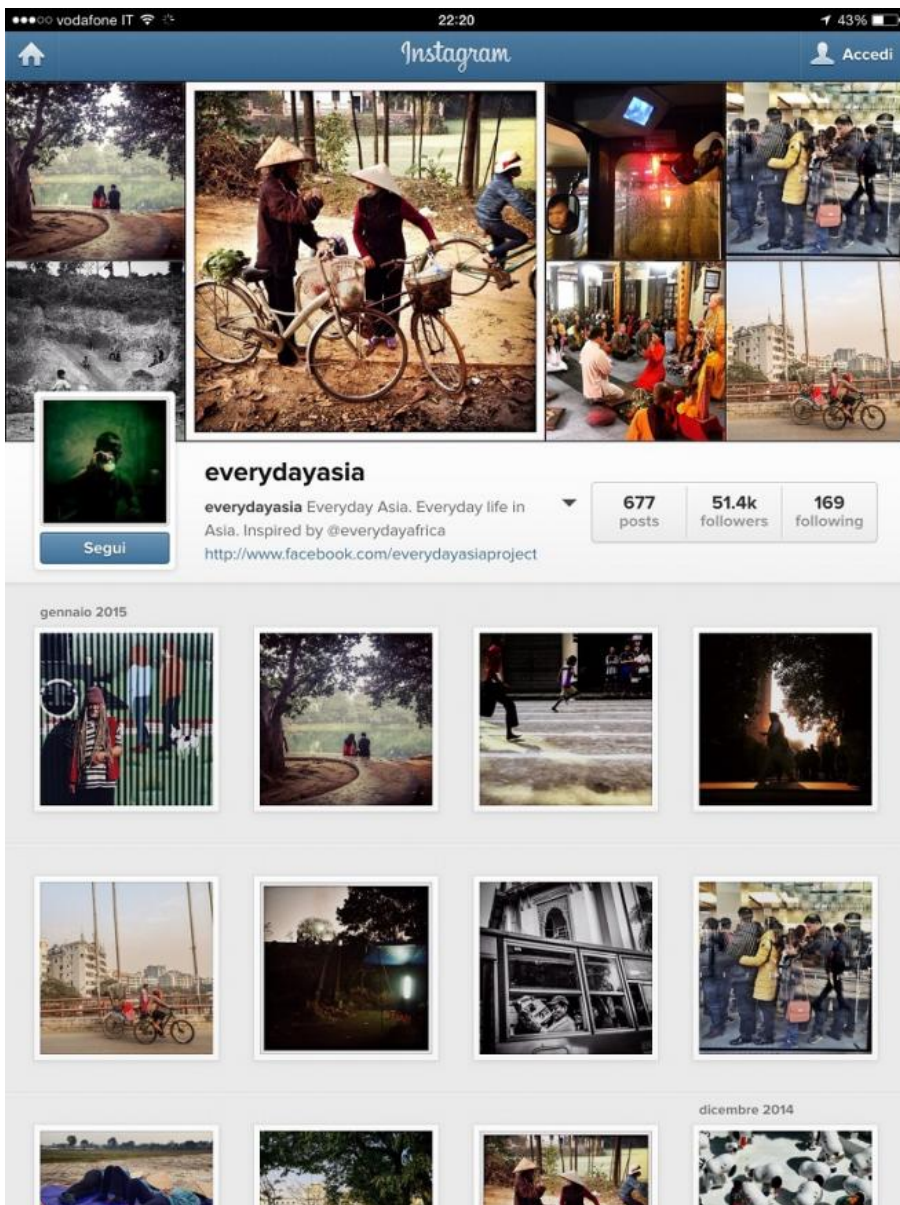 vodafone IT 22:20 43%
Instagram Accedi
everydayasia
everydayasia Everyday Asia. Everyday life in
Asia. Inspired by @everydayafrica
http://www.facebook.com/everydayasiaproject
Segui
677 51.4k 169
posts followers following
gennaio 2015
dicembre 2014